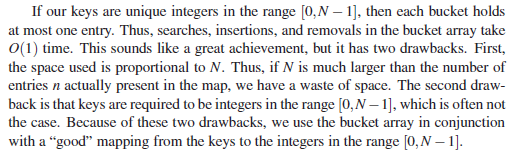 If our keys are unique integers in the range [0,N − 1], then each bucket holds
at most one entry. Thus, searches, insertions, and removals in the bucket array take
O(1) time. This sounds like a great achievement, but it has two drawbacks. First,
the space used is proportional to N. Thus, if N is much larger than the number of
entries n actually present in the map, we have a waste of space. The second draw-
back is that keys are required to be integers in the range [0,N − 1], which is often not
the case. Because of these two drawbacks, we use the bucket array in conjunction
with a “good” mapping from the keys to the integers in the range [0,N − 1].